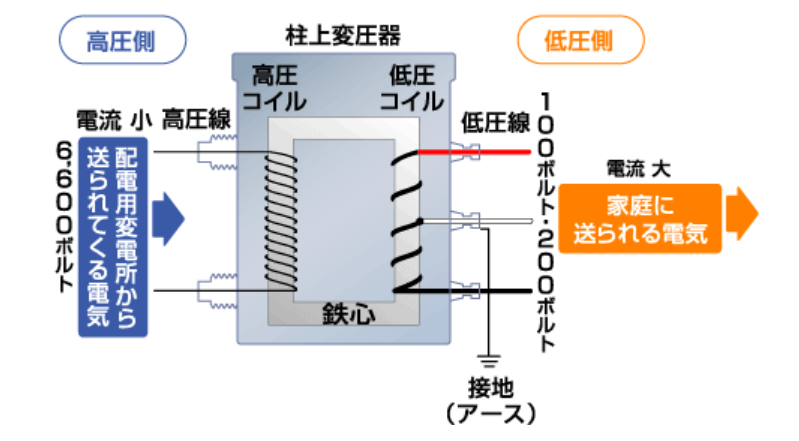 高圧側
柱上変圧器
低圧側
高圧
コイル
低圧
コイル
電流 小
高圧線
低圧線
6,600ボルト
配電用変電所から
送られてくる電気
100ボルト・200ボルト
電流 大
家庭に
送られる電気
鉄心
接地
（アース）